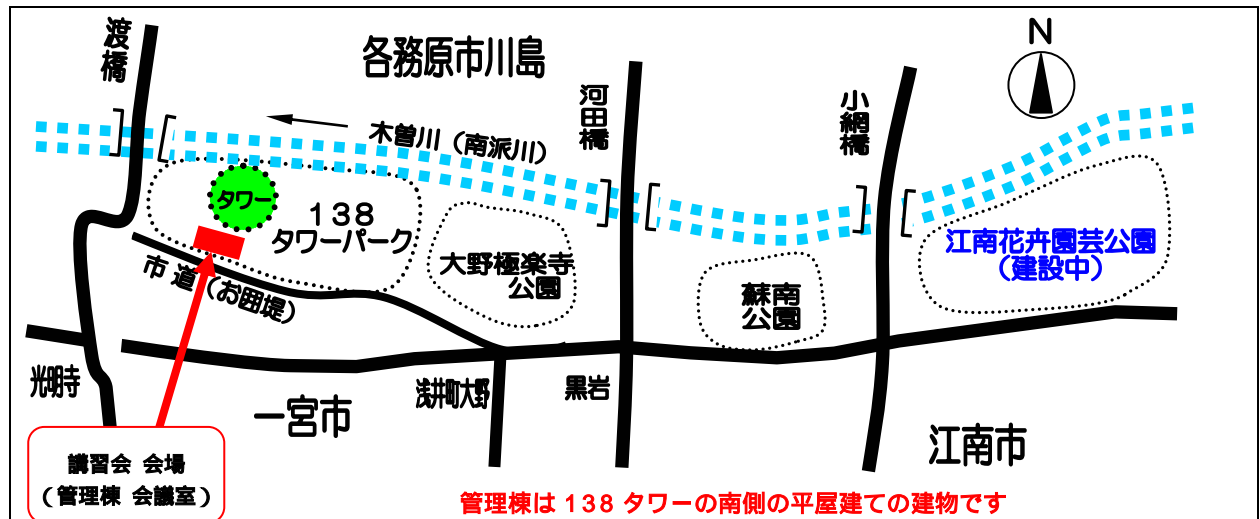 渡橋
各務原市川島
N
河田橋
小網橋
木曽川（南派川）
タワー
138
タワーパーク
江南花卉園芸公園
（建設中）
大野極楽寺
公園
蘇南
公園
市道（お囲堤）
光明寺
浅井町大野
黒岩
一宮市
江南市
講習会 会場
（管理棟 会議室）
管理棟は138タワーの南側の平屋建ての建物です